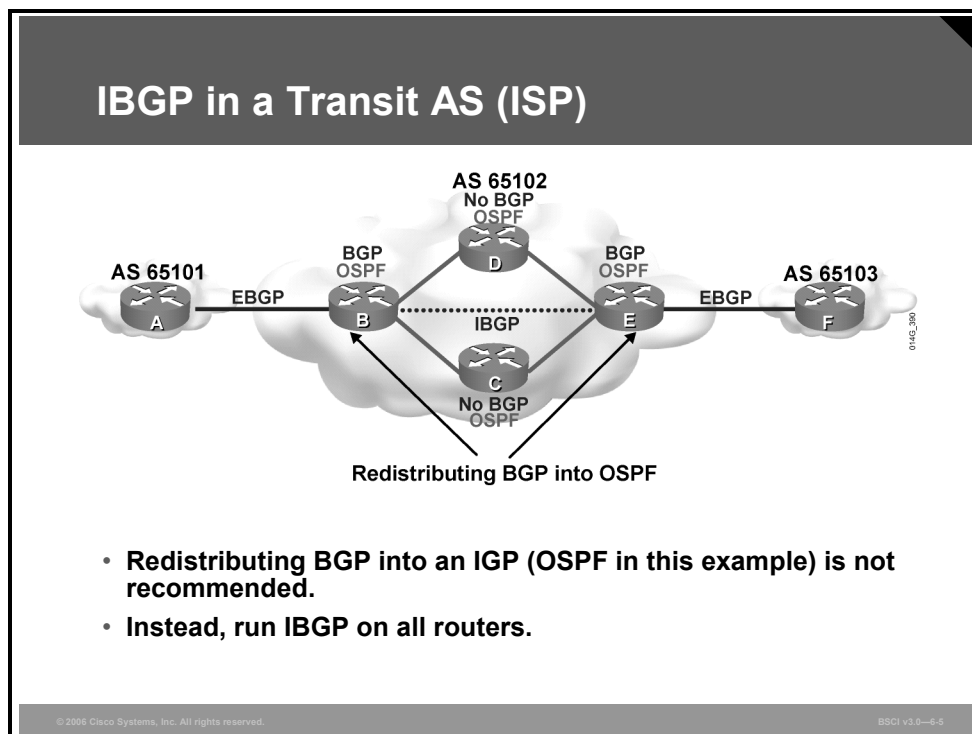 IBGP in a Transit AS (ISP)
AS 65102
No BGP
OSPF
D
BGP
OSPF
BGP
OSPF
AS 65101
AS 65103
EBGP
EBGP
A
B
IBGP
E
F
014G_390
C
No BGP
OSPF
Redistributing BGP into OSPF
• Redistributing BGP into an IGP (OSPF in this example) is not
recommended.
• Instead, run IBGP on all routers.
© 2006 Cisco Systems, Inc. All rights reserved.
BSCI v3.0—6-5